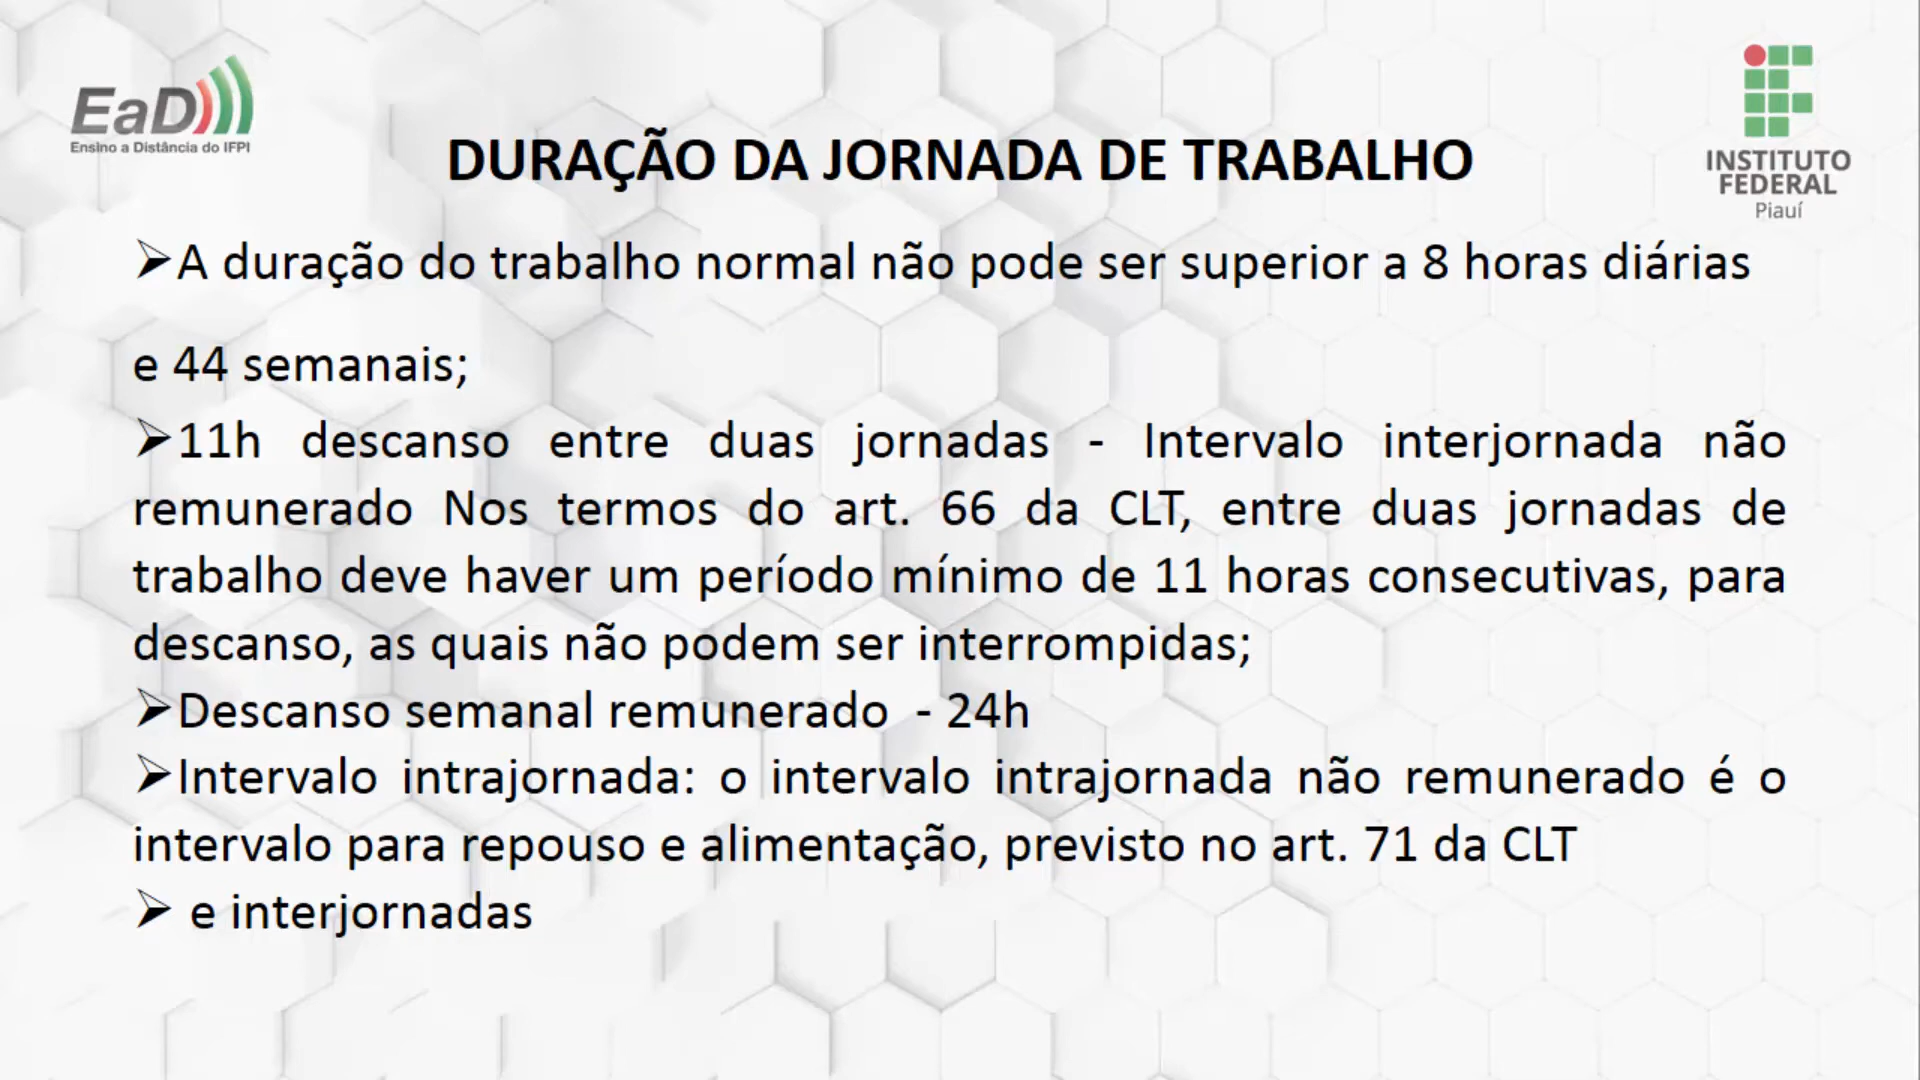 EaD
Ensino a Distância do IFPI
INSTITUTO
FEDERAL
Piauí
DURAÇÃO DA JORNADA DE TRABALHO
➢A duração do trabalho normal não pode ser superior a 8 horas diárias
e 44 semanais;
➢11h descanso entre duas jornadas - Intervalo interjornada não
remunerado Nos termos do art. 66 da CLT, entre duas jornadas de
trabalho deve haver um período mínimo de 11 horas consecutivas, para
descanso, as quais não podem ser interrompidas;
➢Descanso semanal remunerado - 24h
➢Intervalo intrajornada: o intervalo intrajornada não remunerado é o
intervalo para repouso e alimentação, previsto no art. 71 da CLT
➢ e interjornadas